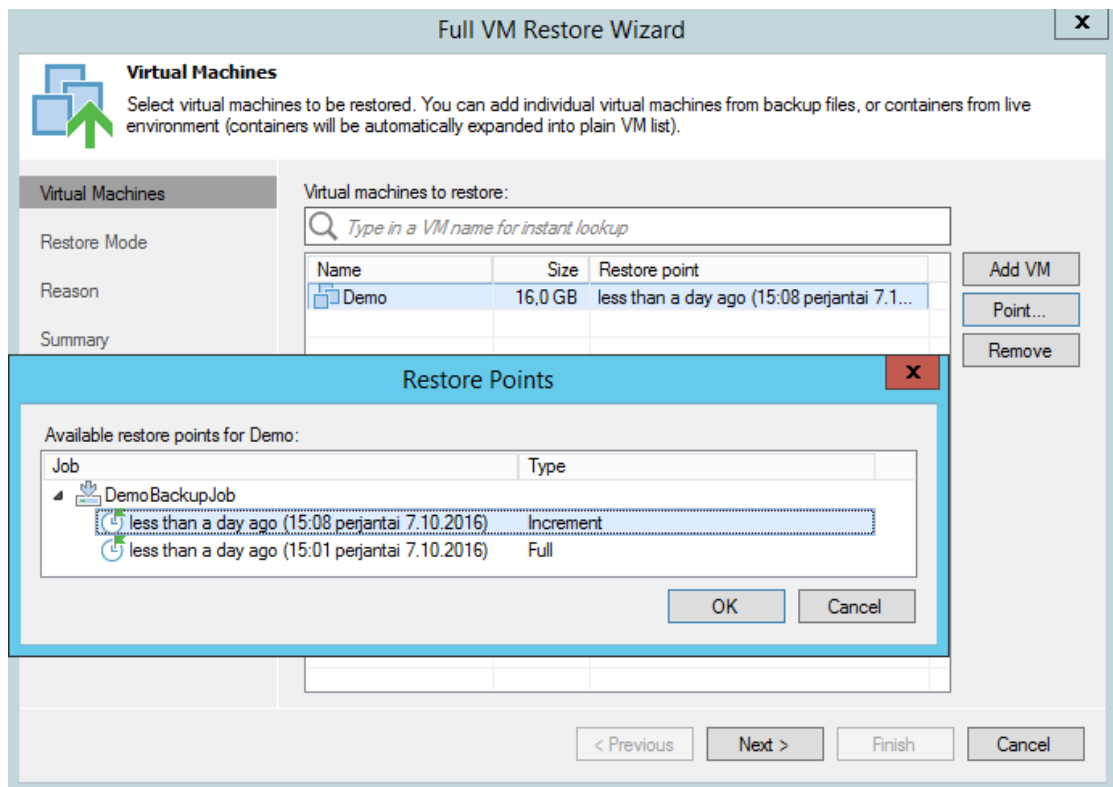 Full VM Restore Wizard
x
Virtual Machines
Select virtual machines to be restored. You can add individual virtual machines from backup files, or containers from live
environment (containers will be automatically expanded into plain VM list).
Virtual Machines
Restore Mode
Reason
Summary
Virtual machines to restore:
Type in a VM name for instant lookup
Name Size Restore point
Demo 16,0 GB less than a day ago (15:08 perjantai 7.1...
Add VM
Point...
Remove
Restore Points
x
Available restore points for Demo:
Job Type
DemoBackupJob
less than a day ago (15:08 perjantai 7.10.2016) Increment
less than a day ago (15:01 perjantai 7.10.2016) Full
OK Cancel
< Previous Next > Finish Cancel